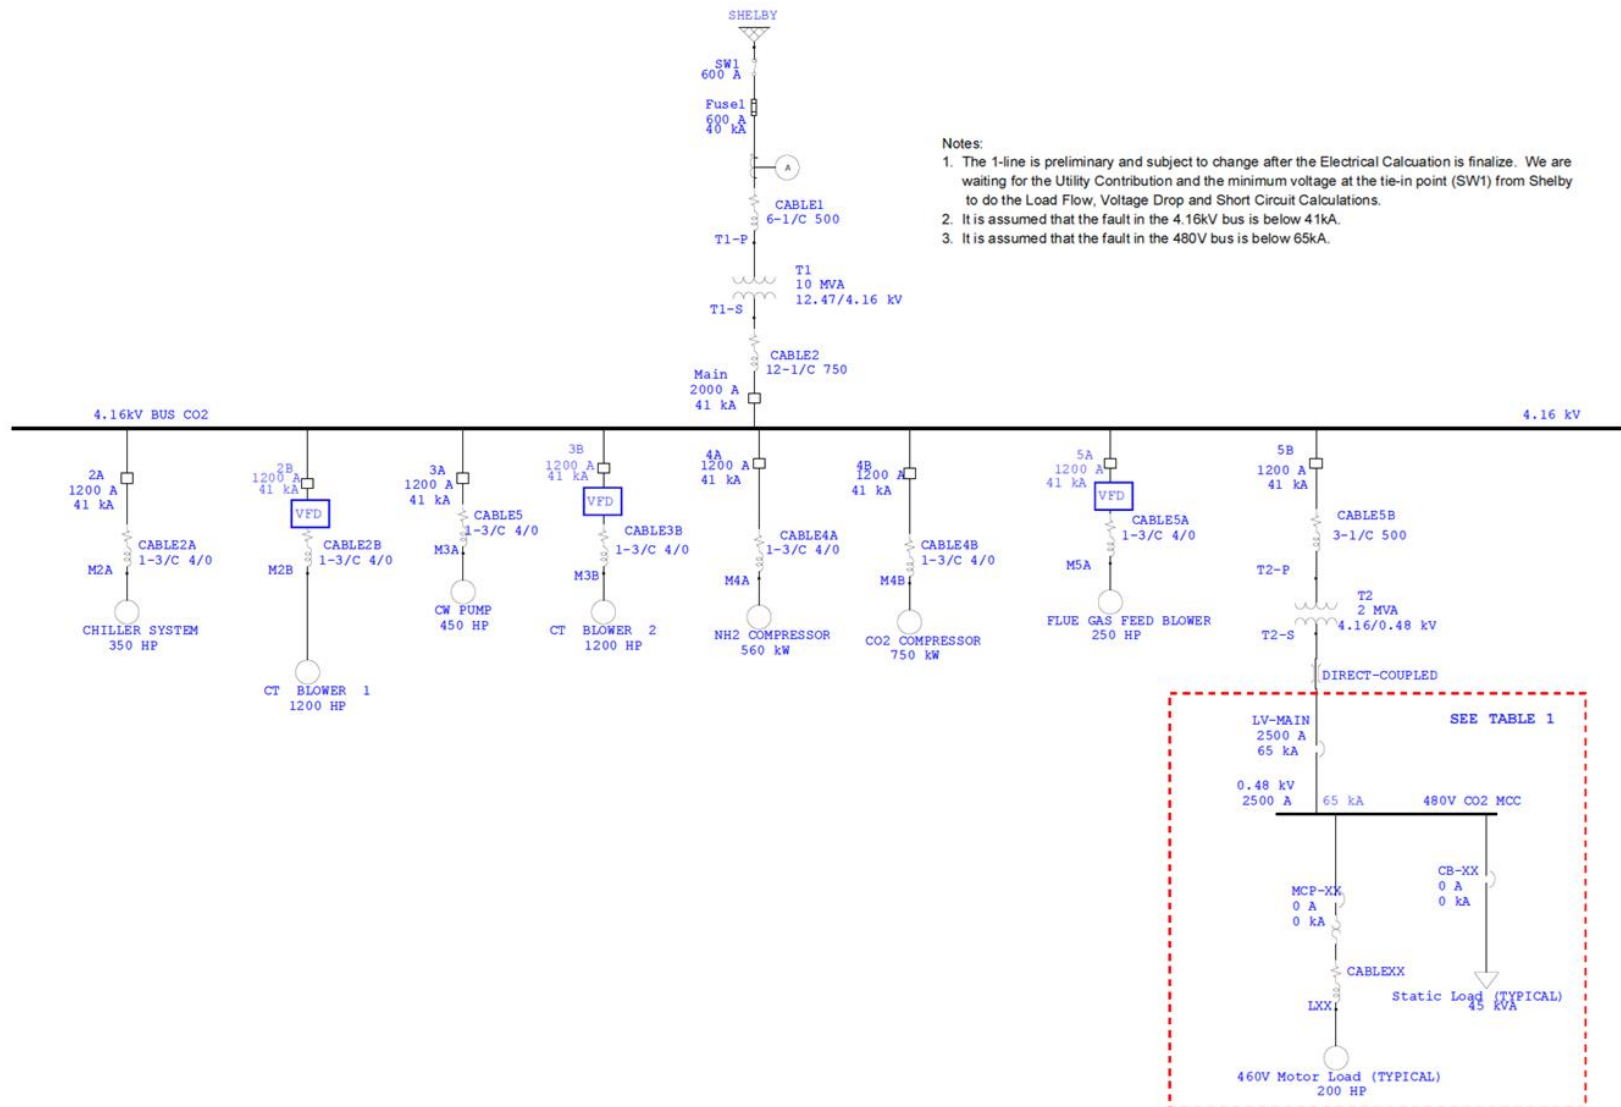 SHELBY
SW1
600 A
Fuse1
600 A
40 kA
A
CABLE1
6-1/C 500
T1-P
T1
10 MVA
12.47/4.16 kV
T1-S
CABLE2
12-1/C 750
Main
2000 A
41 kA
Notes:
1. The 1-line is preliminary and subject to change after the Electrical Calcuation is finalize. We are
waiting for the Utility Contribution and the minimum voltage at the tie-in point (SW1) from Shelby
to do the Load Flow, Voltage Drop and Short Circuit Calculations.
2. It is assumed that the fault in the 4.16kV bus is below 41kA.
3. It is assumed that the fault in the 480V bus is below 65kA.
4.16kV BUS CO2
4.16 kV
2A
1200 A
41 kA
CABLE2A
1-3/C 4/0
M2A
CHILLER SYSTEM
350 HP
2B
1200 A
41 kA
VFD
CABLE2B
1-3/C 4/0
M2B
CT BLOWER 1
1200 HP
3A
1200 A
41 kA
CABLE5
1-3/C 4/0
M3A
CW PUMP
450 HP
3B
1200 A
41 kA
VFD
CABLE3B
1-3/C 4/0
M3B
CT BLOWER 2
1200 HP
4A
1200 A
41 kA
CABLE4A
1-3/C 4/0
M4A
NH2 COMPRESSOR
560 kW
4B
1200 A
41 kA
CABLE4B
1-3/C 4/0
M4B
CO2 COMPRESSOR
750 kW
5A
1200 A
41 kA
VFD
CABLE5A
1-3/C 4/0
M5A
FLUE GAS FEED BLOWER
250 HP
5B
1200 A
41 kA
CABLE5B
3-1/C 500
T2-P
T2
2 MVA
4.16/0.48 kV
T2-S
DIRECT-COUPLED
SEE TABLE 1
LV-MAIN
2500 A
65 kA
0.48 kV
2500 A
65 kA
480V CO2 MCC
MCP-XX
0 A
0 kA
CABLEXX
LXX
460V Motor Load (TYPICAL)
200 HP
CB-XX
0 A
0 kA
Static Load (TYPICAL)
45 kVA